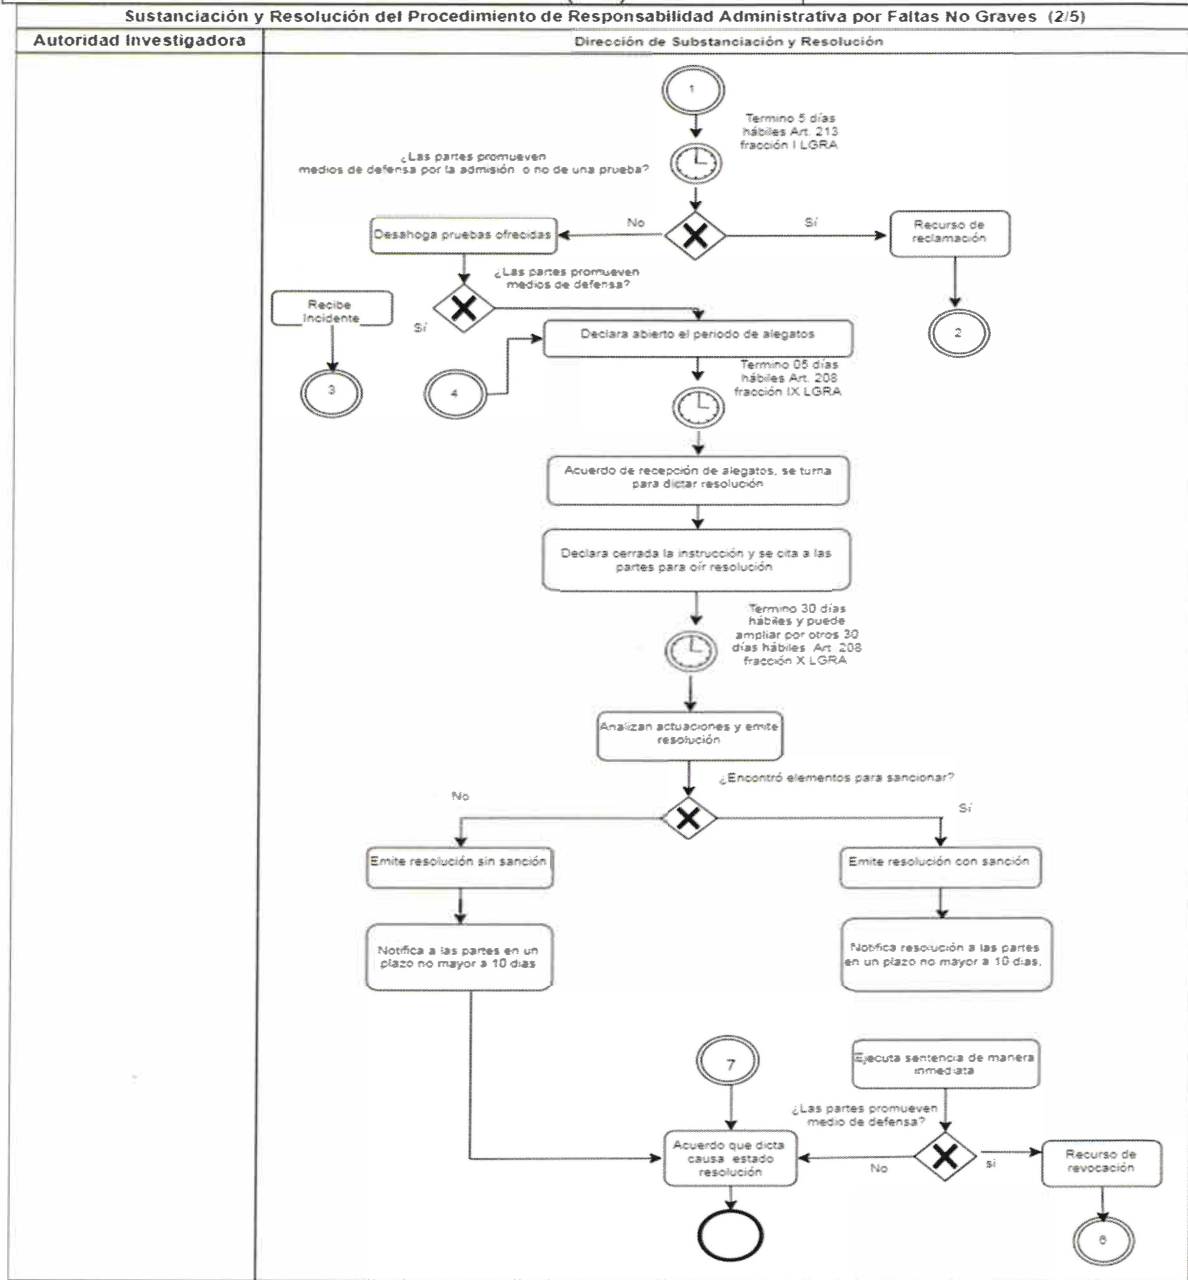 Sustanciación y Resolución del Procedimiento de Responsabilidad Administrativa por Faltas No Graves (2/5)
Autoridad Investigadora
Dirección de Substanciación y Resolución
1
Termino 5 días
hábiles Art. 213
fracción I LGRA
¿Las partes promueven
medios de defensa por la admisión o no de una prueba?
No
Sí
Desahoga pruebas ofrecidas
Recurso de
reclamación
¿Las partes promueven
medios de defensa?
Recibe
Incidente
Sí
Declara abierto el periodo de alegatos
2
3
4
Termino 05 días
hábiles Art. 208
fracción IX LGRA
Acuerdo de recepción de alegatos, se turna
para dictar resolución
Declara cerrada la instrucción y se cita a las
partes para oír resolución
Termino 30 días
hábiles y puede
ampliar por otros 30
días hábiles Art. 208
fracción X LGRA
Analizan actuaciones y emite
resolución
¿Encontró elementos para sancionar?
No
Sí
Emite resolución sin sanción
Emite resolución con sanción
Notifica a las partes en un
plazo no mayor a 10 dias
Notifica resolución a las partes
en un plazo no mayor a 10 dias.
7
Ejecuta sentencia de manera
inmediata
¿Las partes promueven
medio de defensa?
Acuerdo que dicta
causa estado
resolución
No
si
Recurso de
revocación
6